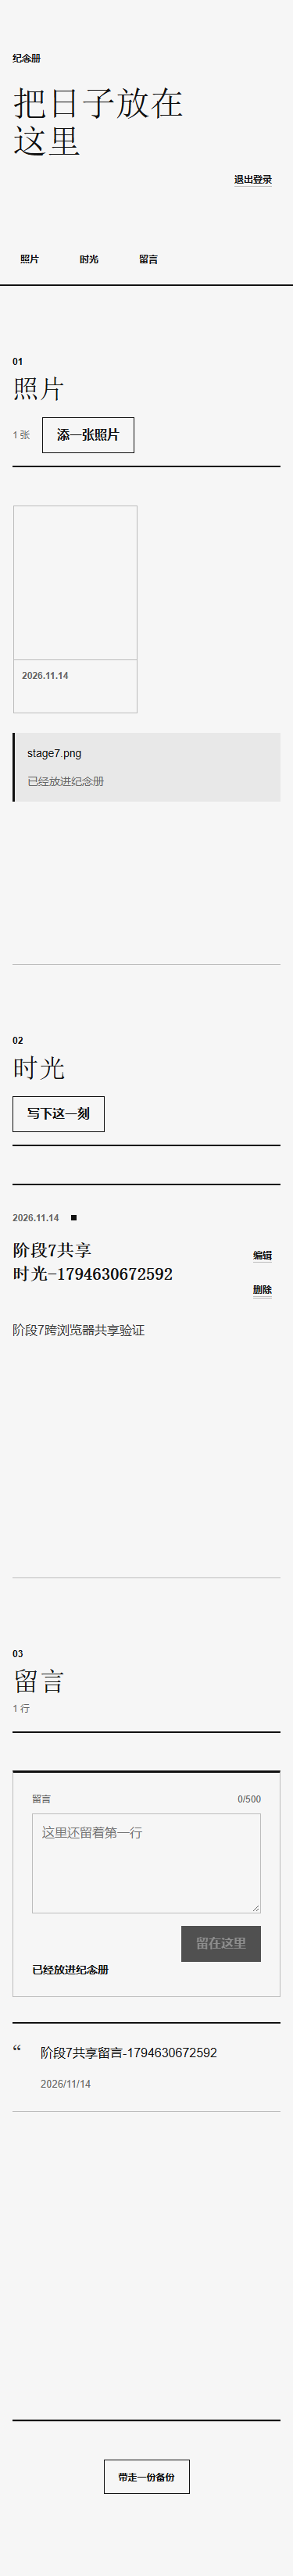 纪念册
把日子放在
这里
退出登录
照片 时光 留言
01
照片
1 张 添一张照片
2026.11.14
stage7.png
已经放进纪念册
02
时光
写下这一刻
2026.11.14
阶段7共享
时光-1794630672592
编辑
删除
阶段7跨浏览器共享验证
03
留言
1 行
留言 0/500
这里还留着第一行
留在这里
已经放进纪念册
“ 阶段7共享留言-1794630672592
2026/11/14
带走一份备份